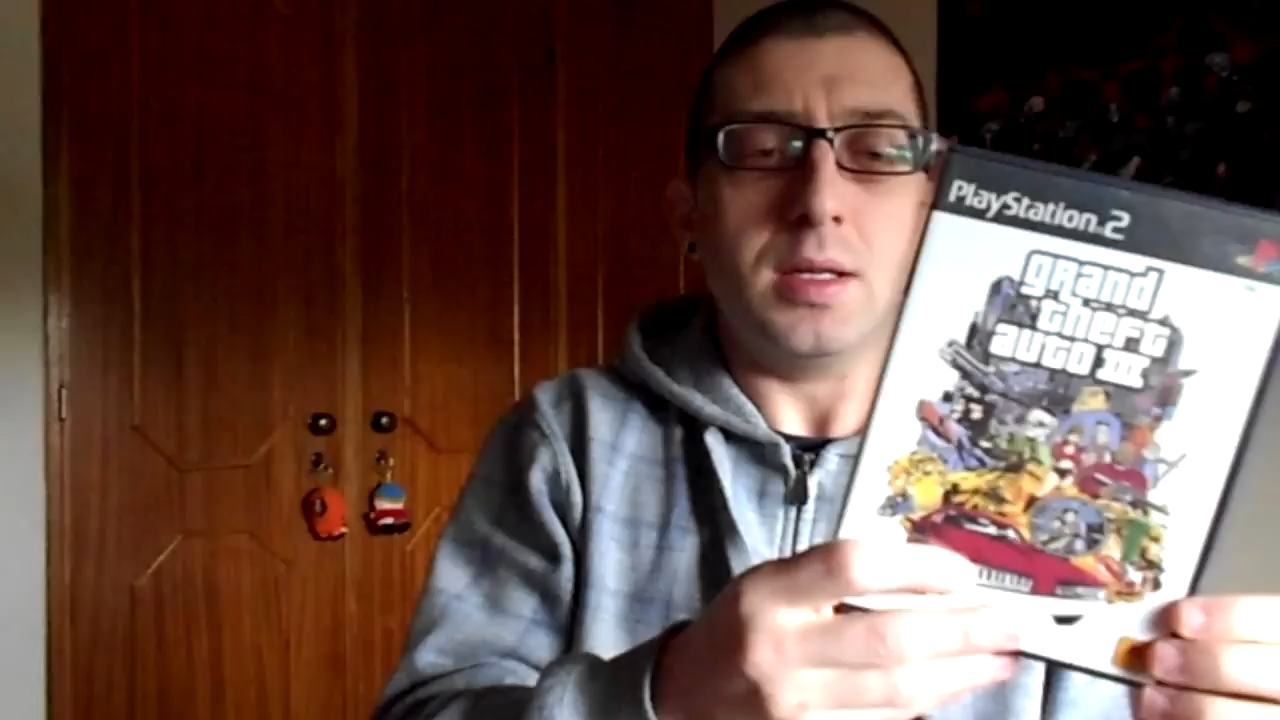 PlayStation 2
grand
theft
auto III